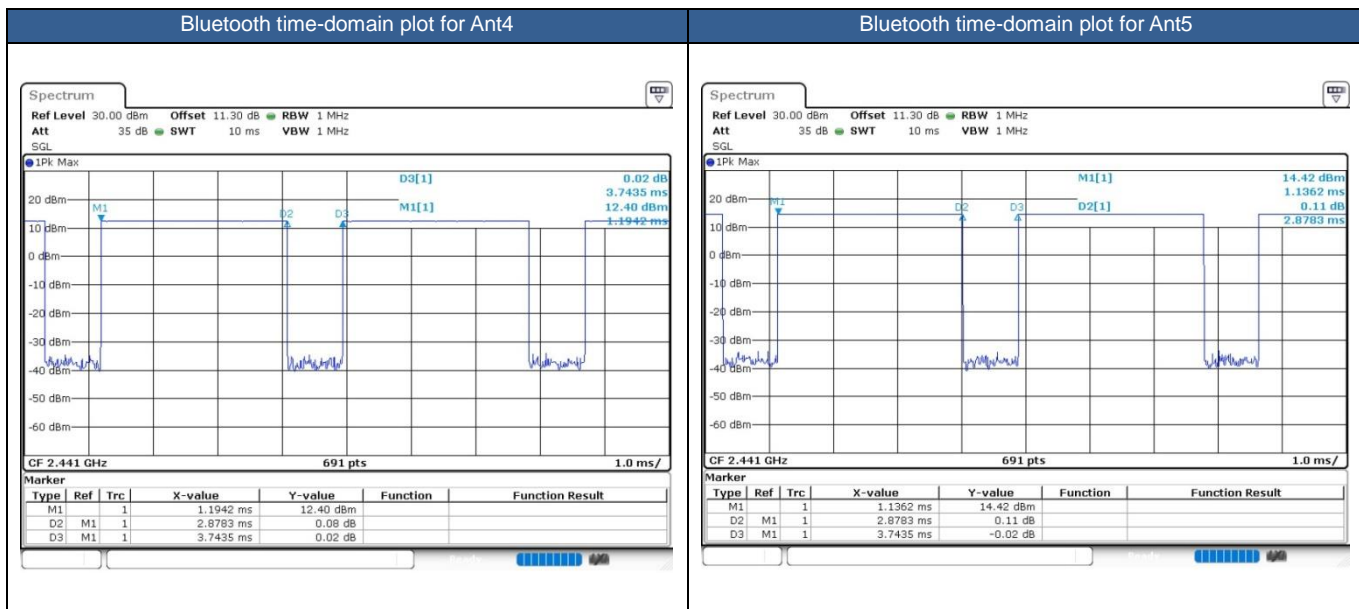 Bluetooth time-domain plot for Ant4
Bluetooth time-domain plot for Ant5
Spectrum
Ref Level 30.00 dBm Offset 11.30 dB RBW 1 MHz
Att 35 dB SWT 10 ms VBW 1 MHz
SGL
1Pk Max
D3[1] 0.02 dB
3.7435 ms
M1[1] 12.40 dBm
1.1942 ms
M1
D2
D3
20 dBm
10 dBm
0 dBm
-10 dBm
-20 dBm
-30 dBm
-40 dBm
-50 dBm
-60 dBm
CF 2.441 GHz 691 pts 1.0 ms/
Marker
Type Ref Trc X-value Y-value Function Function Result
M1 1 1.1942 ms 12.40 dBm
D2 M1 1 2.8783 ms 0.08 dB
D3 M1 1 3.7435 ms 0.02 dB
Spectrum
Ref Level 30.00 dBm Offset 11.30 dB RBW 1 MHz
Att 35 dB SWT 10 ms VBW 1 MHz
SGL
1Pk Max
M1[1] 14.42 dBm
1.1362 ms
D2[1] 0.11 dB
2.8783 ms
M1
D2
D3
20 dBm
10 dBm
0 dBm
-10 dBm
-20 dBm
-30 dBm
-40 dBm
-50 dBm
-60 dBm
CF 2.441 GHz 691 pts 1.0 ms/
Marker
Type Ref Trc X-value Y-value Function Function Result
M1 1 1.1362 ms 14.42 dBm
D2 M1 1 2.8783 ms 0.11 dB
D3 M1 1 3.7435 ms -0.02 dB